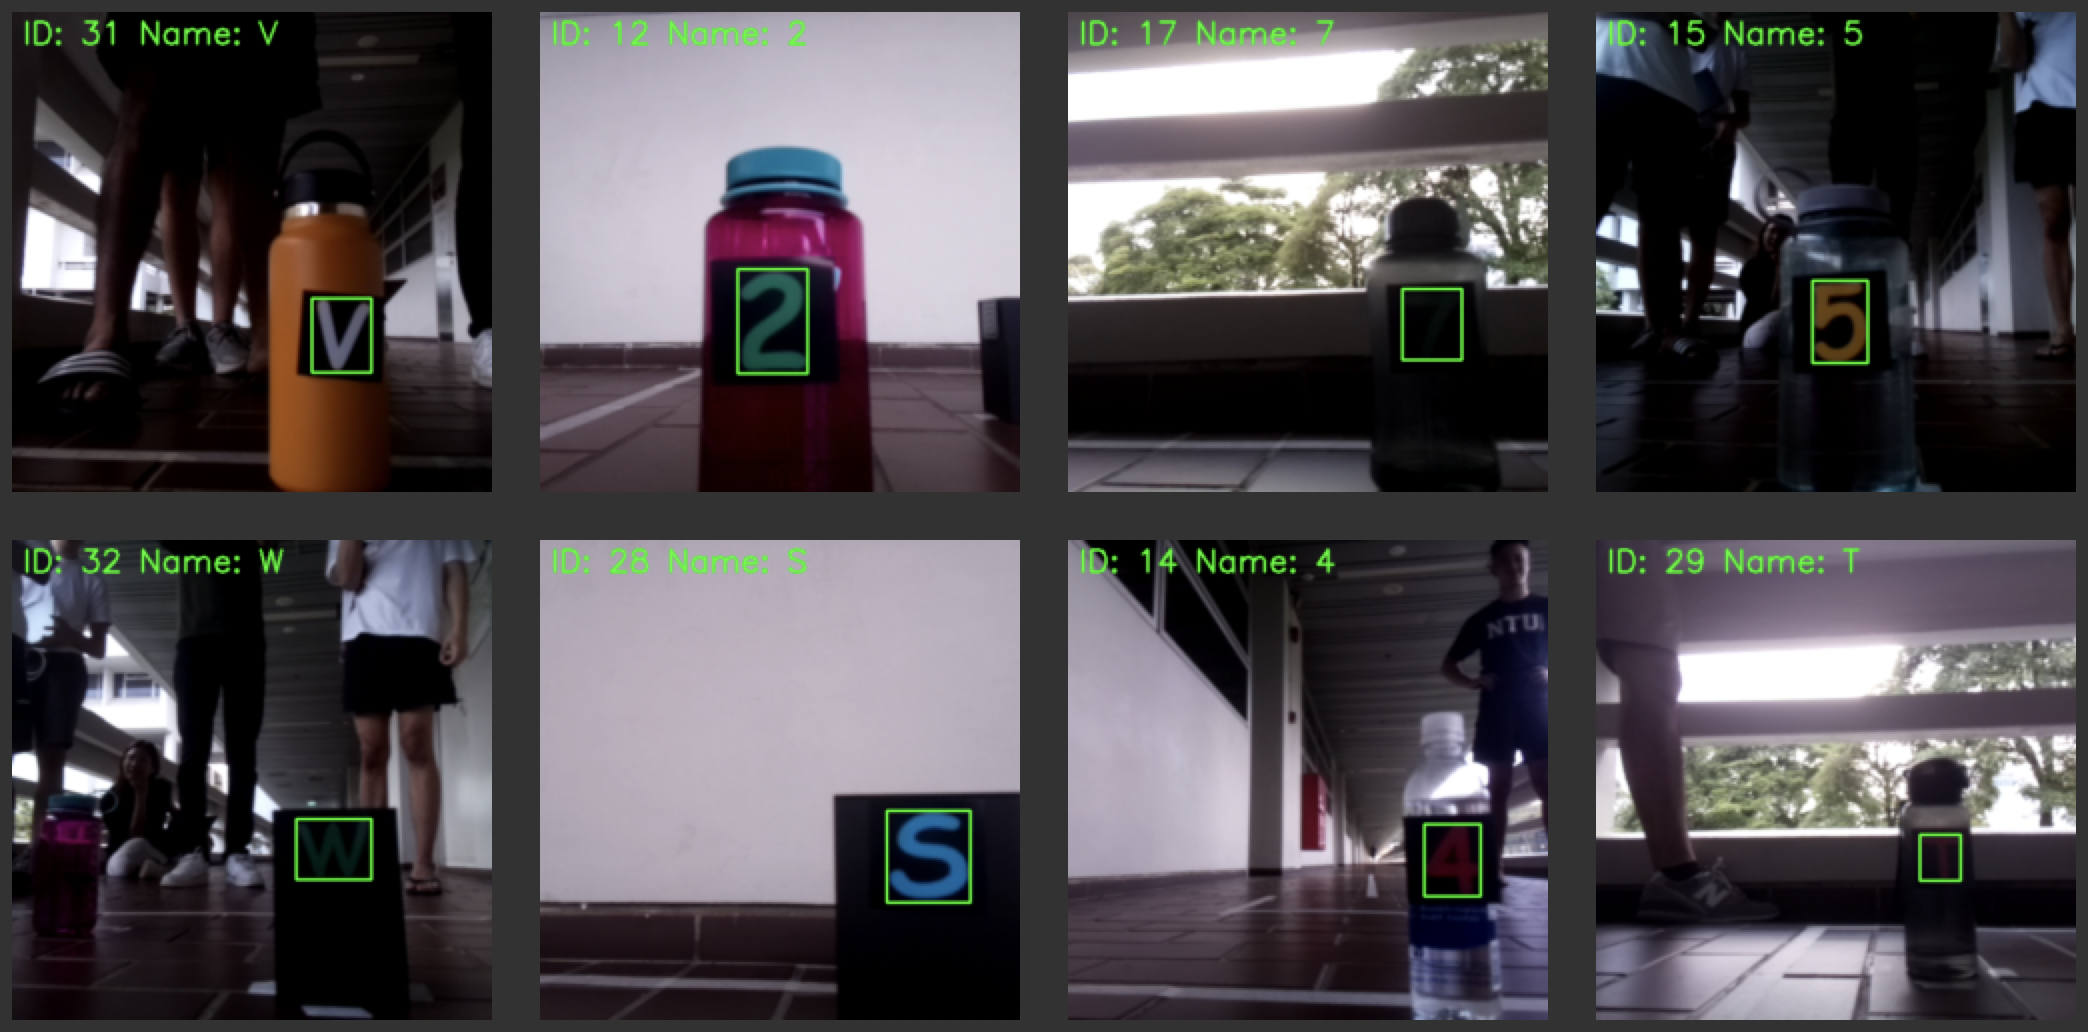 ID: 31 Name: V
V
ID: 12 Name: 2
2
ID: 17 Name: 7
7
ID: 15 Name: 5
5
ID: 32 Name: W
W
ID: 28 Name: S
S
ID: 14 Name: 4
NTU
4
ID: 29 Name: T
T
N